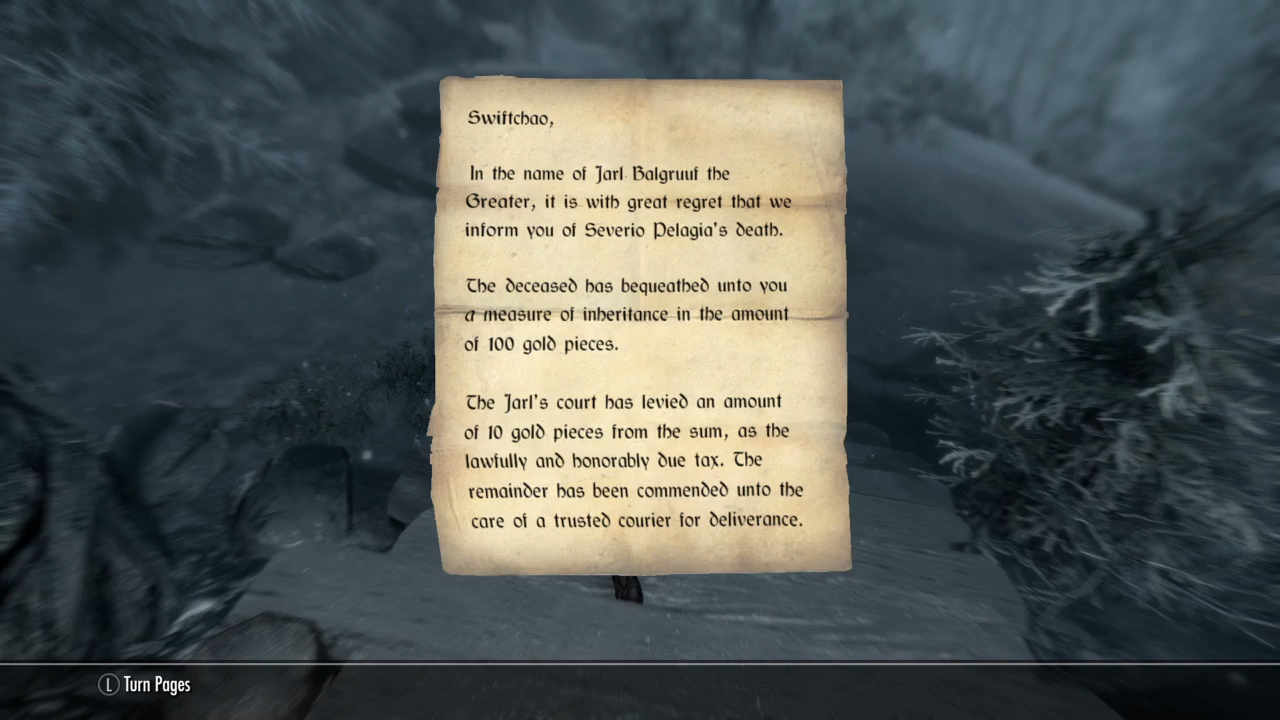 Swiftchao,
In the name of Jarl Balgruuf the
Greater, it is with great regret that we
inform you of Severio Pelagia's death.
The deceased has bequeathed unto you
a measure of inheritance in the amount
of 100 gold pieces.
The Jarl's court has levied an amount
of 10 gold pieces from the sum, as the
lawfully and honorably due tax. The
remainder has been commended unto the
care of a trusted courier for deliverance.
L Turn Pages